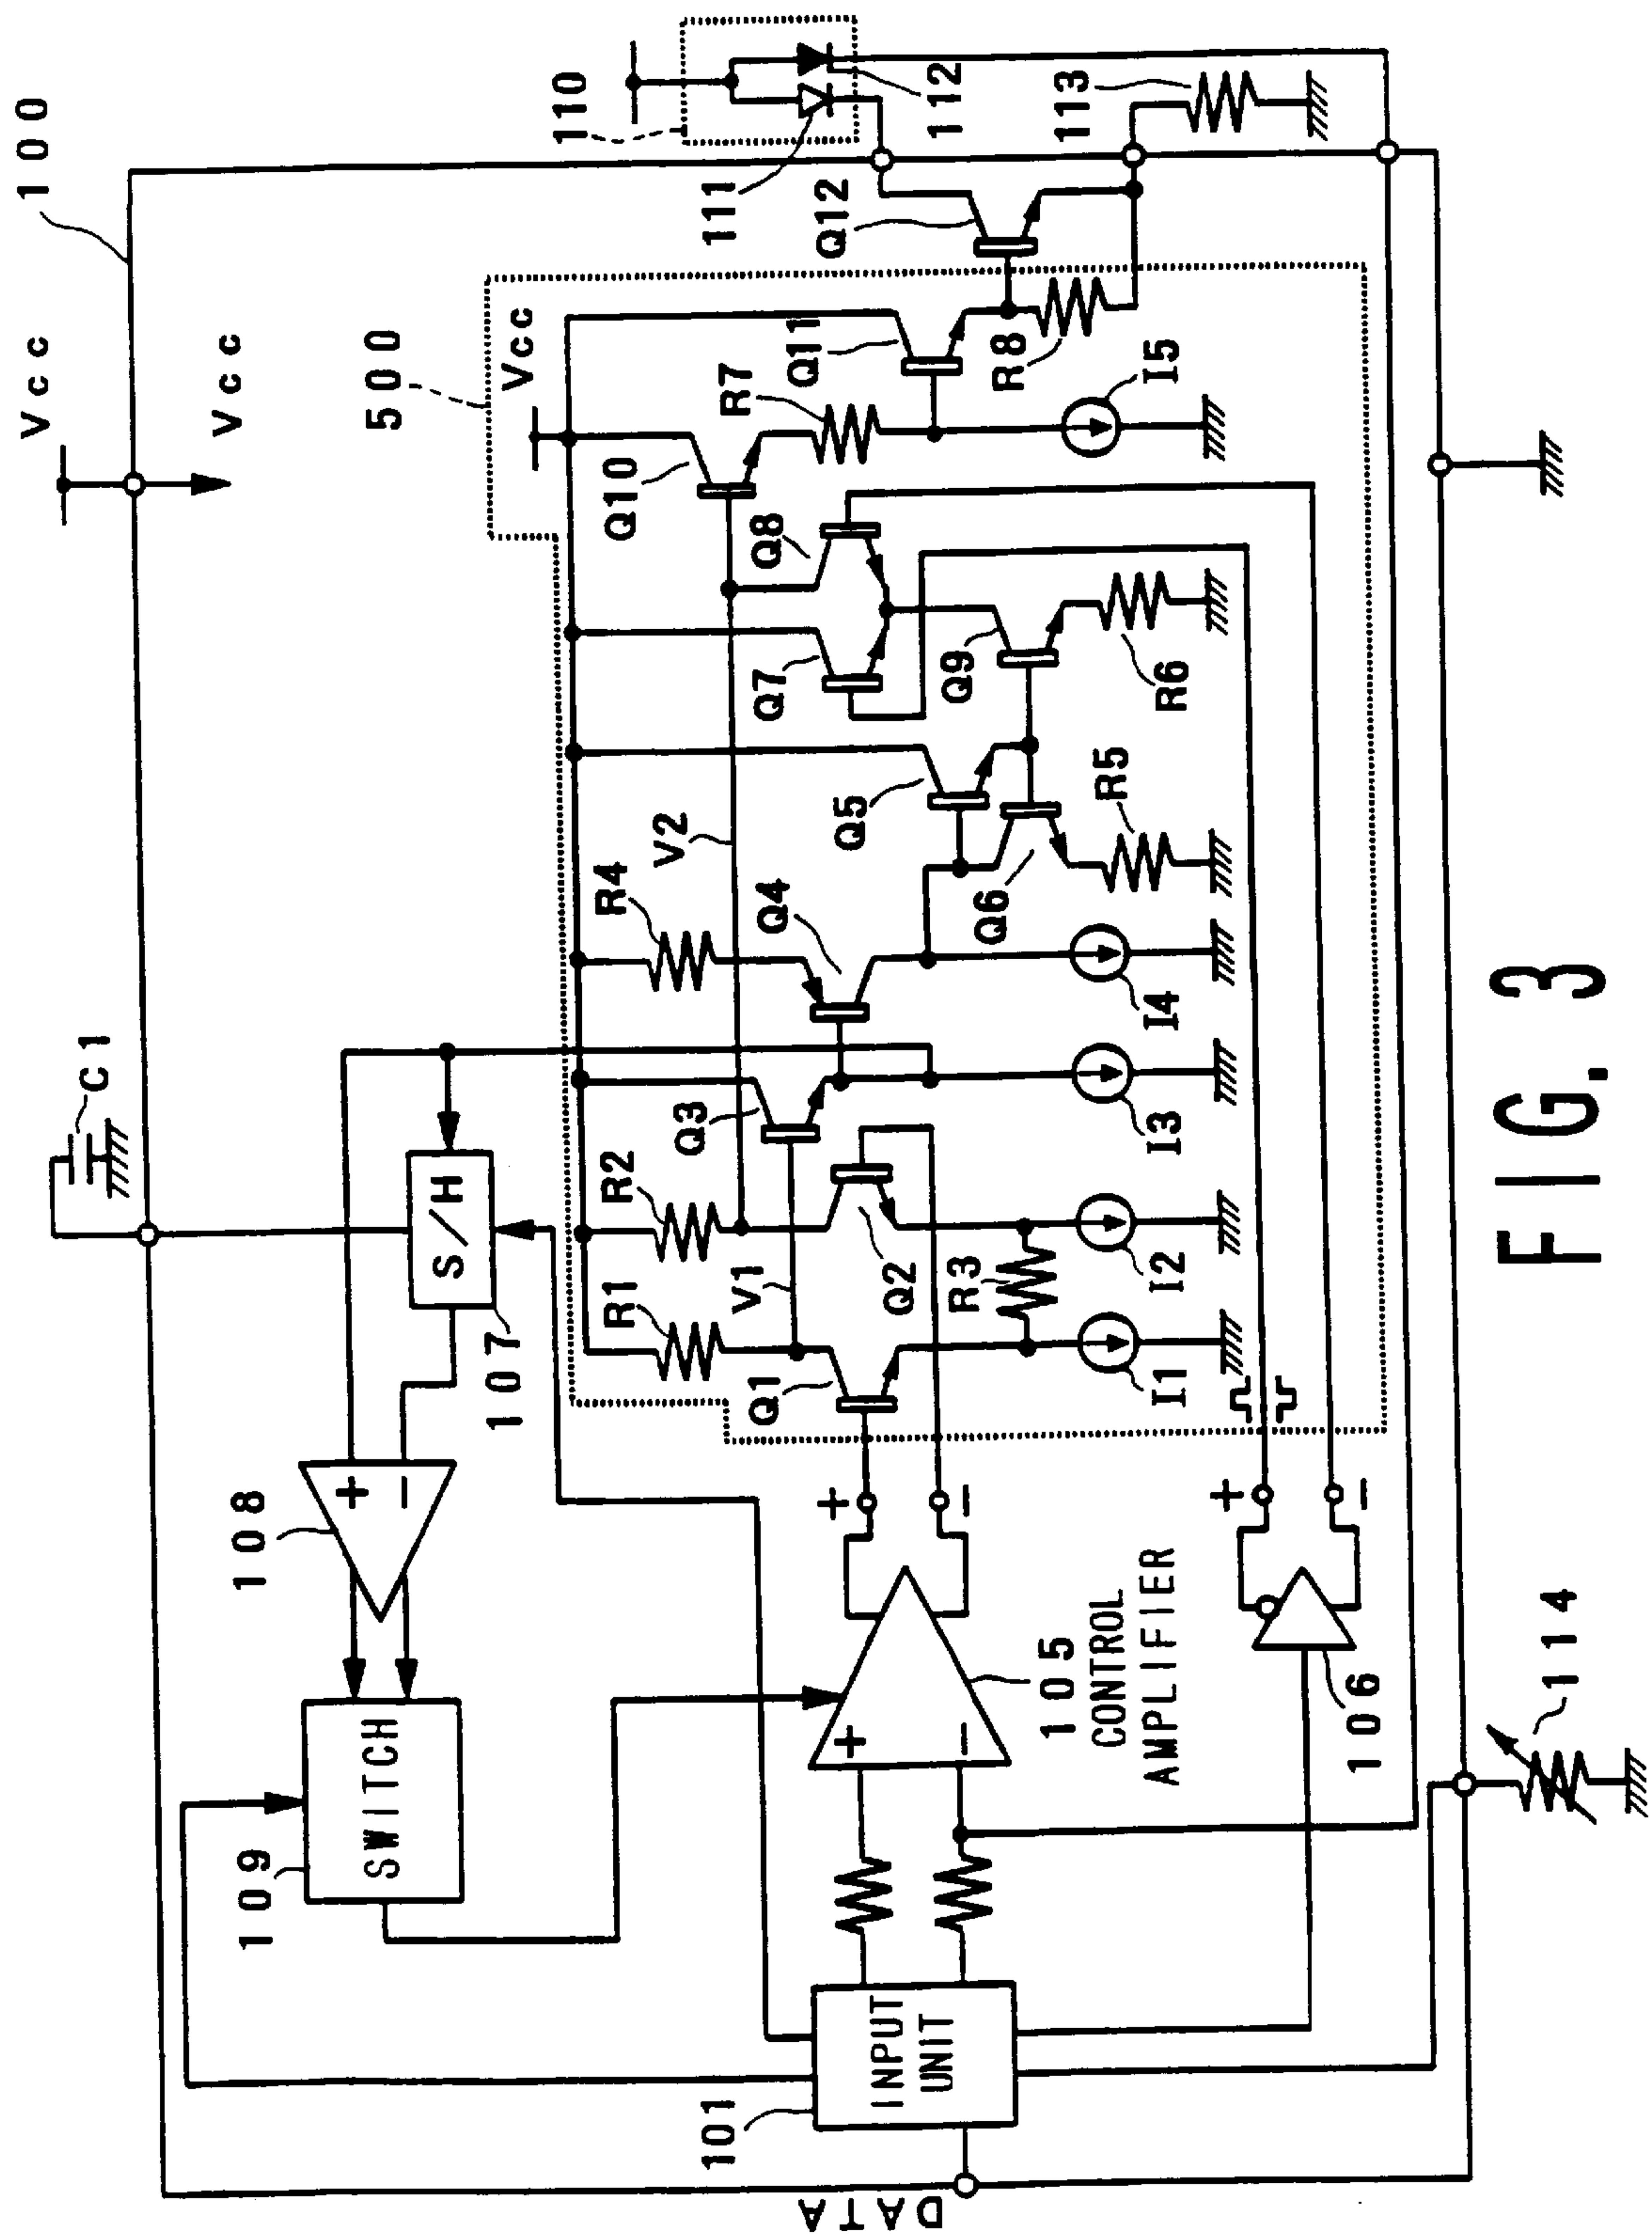 100
Vcc
Vcc
C1
110
111
112
113
500
Vcc
108
107
S/H
109
SWITCH
R1
R2
R4
V1
V2
Q1
Q2
Q3
Q4
Q5
Q6
Q7
Q8
Q9
Q10
Q11
Q12
R3
R5
R6
R7
R8
I1
I2
I3
I4
I5
+
−
+
−
+
−
105
CONTROL
AMPLIFIER
+
−
106
101
INPUT
UNIT
DATA
114
FIG. 3